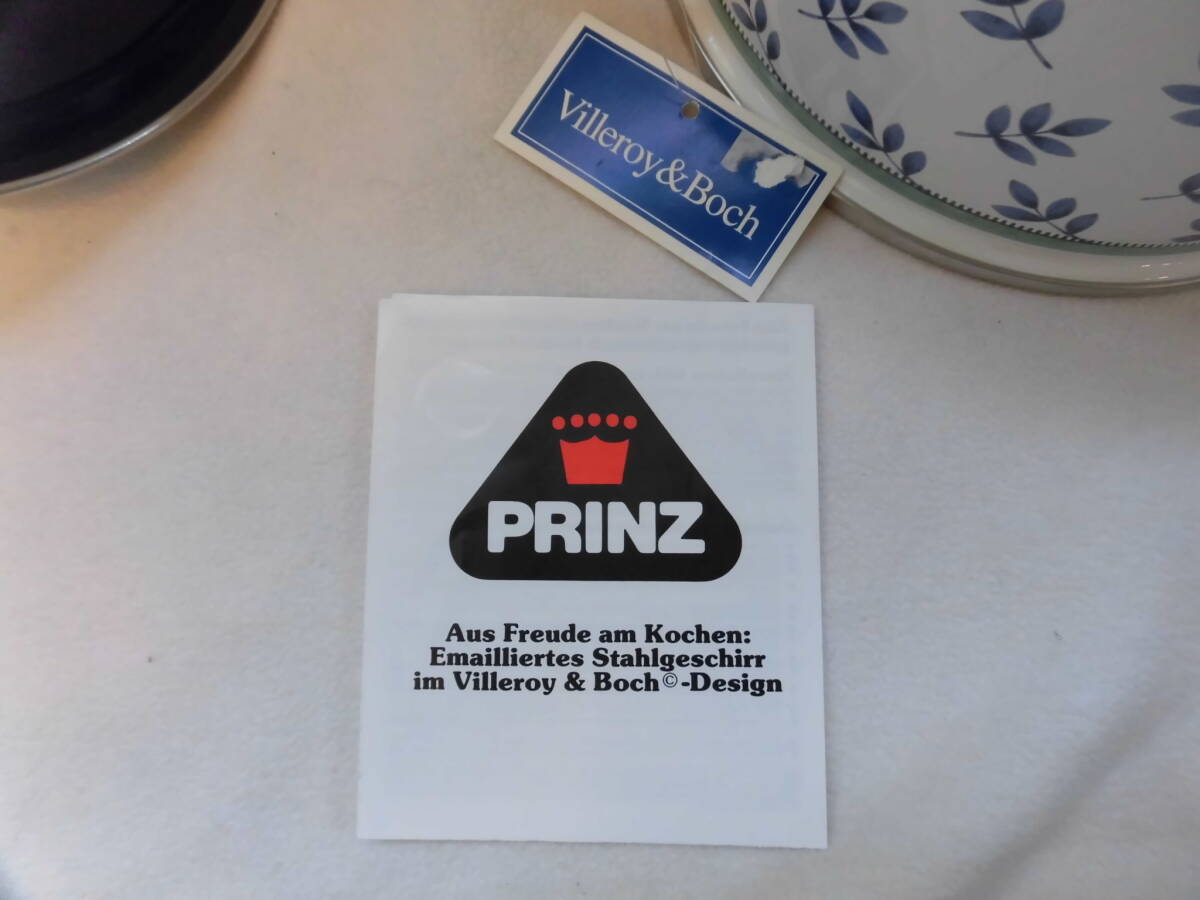 Villeroy&Boch
PRINZ
Aus Freude am Kochen:
Emailliertes Stahlgeschirr
im Villeroy & Boch©-Design